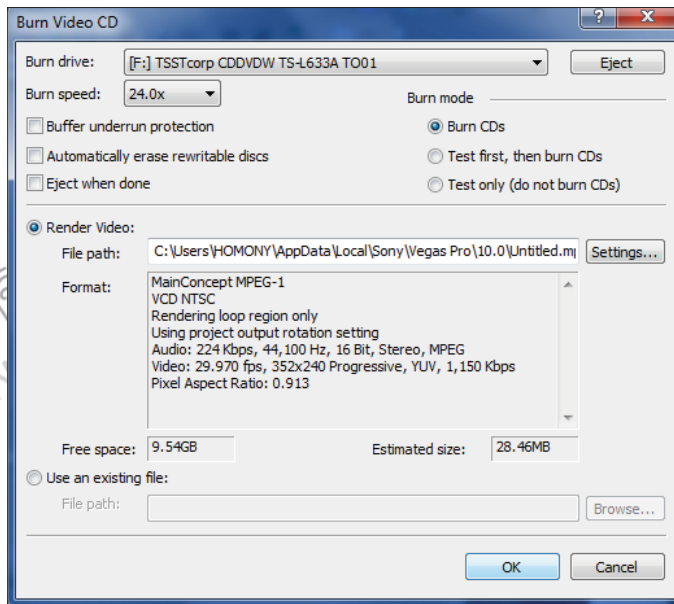 Burn Video CD
Burn drive: [F:] TSSTcorp CDDVDW TS-L633A TO01 Eject
Burn speed: 24.0x Burn mode
Buffer underrun protection Burn CDs
Automatically erase rewritable discs Test first, then burn CDs
Eject when done Test only (do not burn CDs)
Render Video:
File path: C:\Users\HOMONY\AppData\Local\Sony\Vegas Pro\10.0\Untitled.m Settings...
Format: MainConcept MPEG-1
VCD NTSC
Rendering loop region only
Using project output rotation setting
Audio: 224 Kbps, 44,100 Hz, 16 Bit, Stereo, MPEG
Video: 29.970 fps, 352x240 Progressive, YUV, 1,150 Kbps
Pixel Aspect Ratio: 0.913
Free space: 9.54GB Estimated size: 28.46MB
Use an existing file:
File path: Browse...
OK Cancel